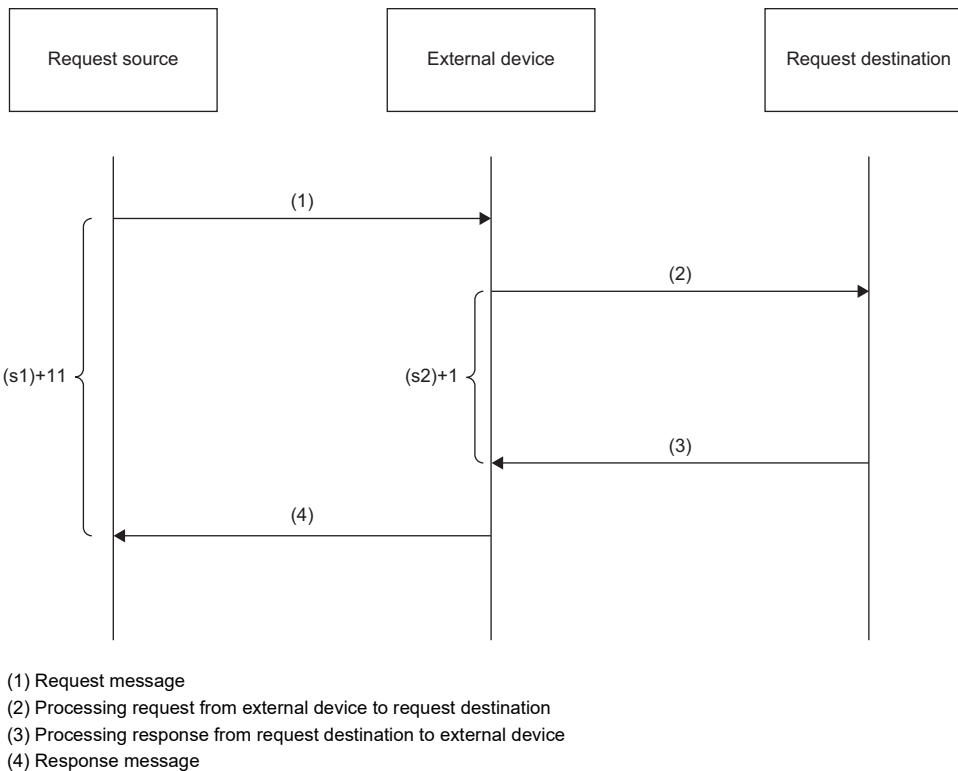 Request source
External device
Request destination
(1)
(2)
(s1)+11
(s2)+1
(3)
(4)
(1) Request message
(2) Processing request from external device to request destination
(3) Processing response from request destination to external device
(4) Response message